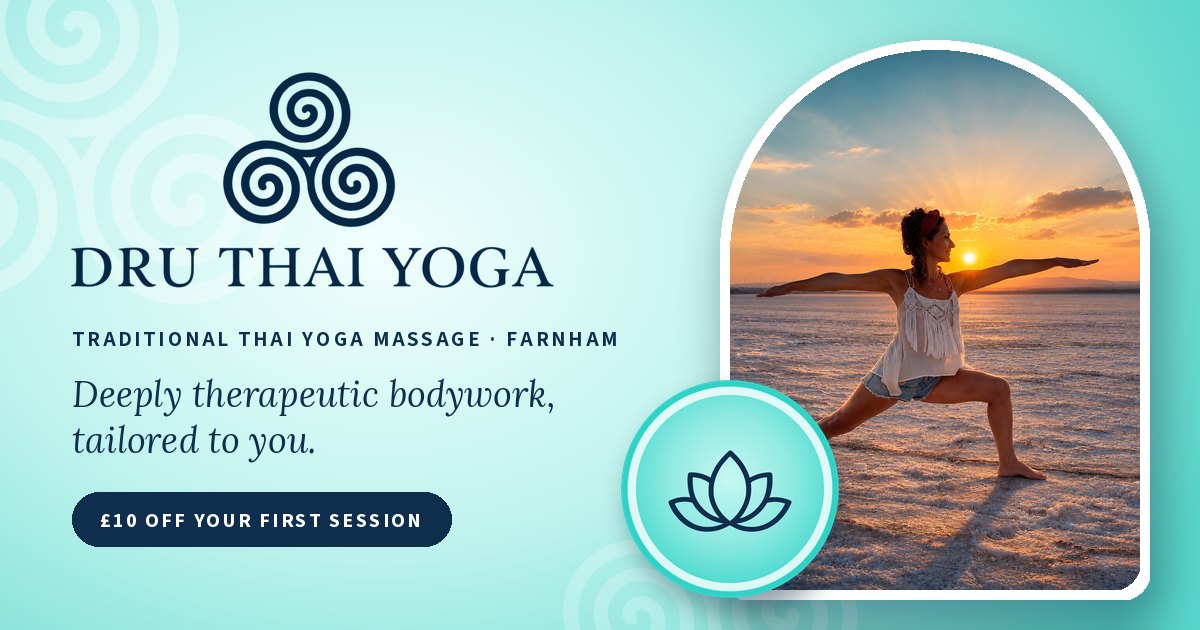 DRU THAI YOGA
TRADITIONAL THAI YOGA MASSAGE · FARNHAM
Deeply therapeutic bodywork,
tailored to you.
£10 OFF YOUR FIRST SESSION